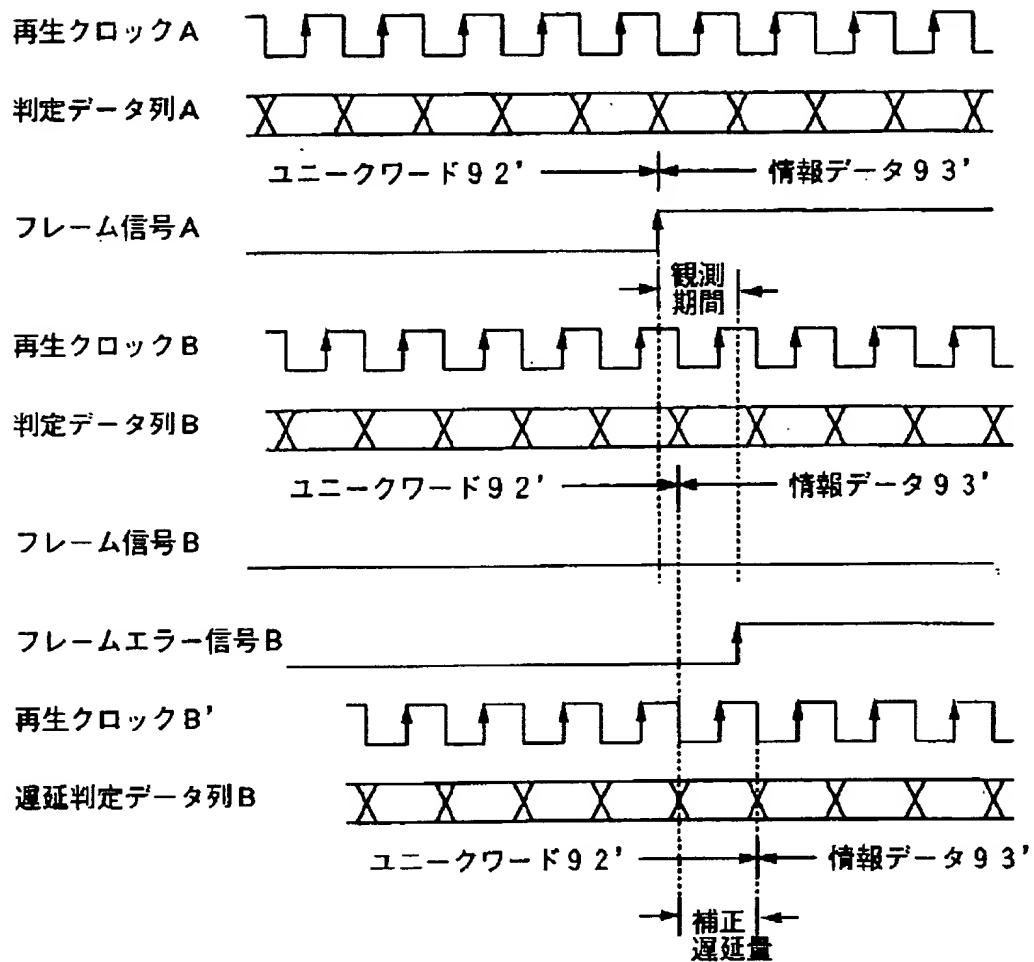 再生クロックA
判定データ列A
ユニークワード92' 情報データ93'
フレーム信号A
観測
期間
再生クロックB
判定データ列B
ユニークワード92' 情報データ93'
フレーム信号B
フレームエラー信号B
再生クロックB'
遅延判定データ列B
ユニークワード92' 情報データ93'
補正
遅延量